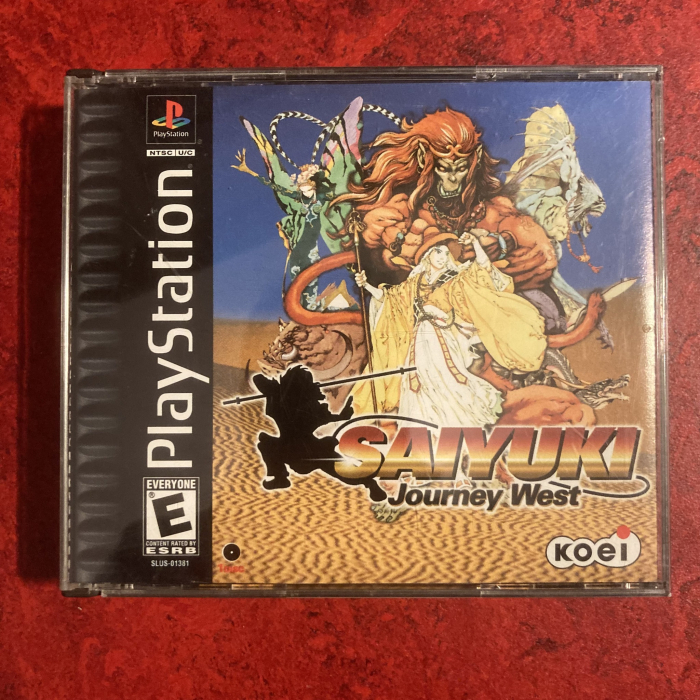 PlayStation
NTSC U/C
PlayStation
SAIYUKI
Journey West
EVERYONE
E
CONTENT RATED BY
ESRB
SLUS-01381
KOEI